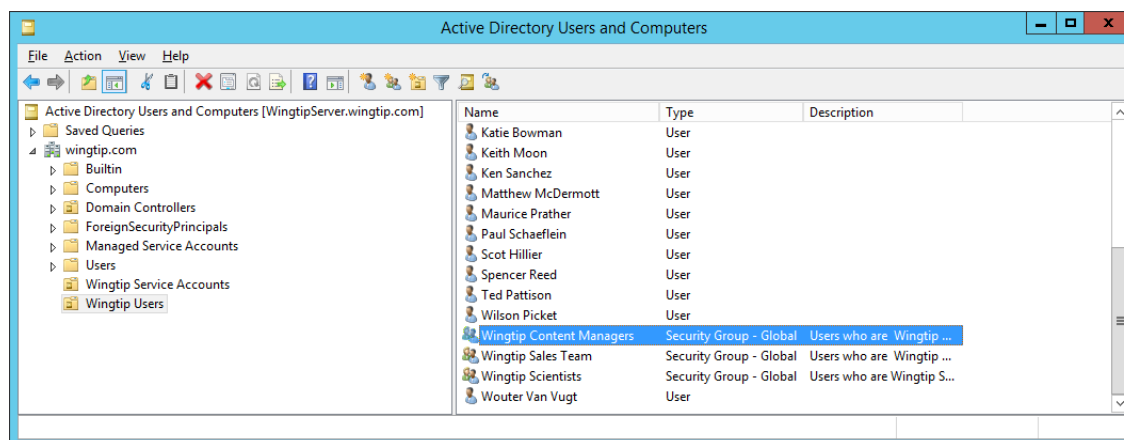 Active Directory Users and Computers
File Action View Help
Active Directory Users and Computers [WingtipServer.wingtip.com]
Saved Queries
wingtip.com
Builtin
Computers
Domain Controllers
ForeignSecurityPrincipals
Managed Service Accounts
Users
Wingtip Service Accounts
Wingtip Users
Name Type Description
Katie Bowman User
Keith Moon User
Ken Sanchez User
Matthew McDermott User
Maurice Prather User
Paul Schaeflein User
Scot Hillier User
Spencer Reed User
Ted Pattison User
Wilson Picket User
Wingtip Content Managers Security Group - Global Users who are Wingtip ...
Wingtip Sales Team Security Group - Global Users who are Wingtip ...
Wingtip Scientists Security Group - Global Users who are Wingtip S...
Wouter Van Vugt User